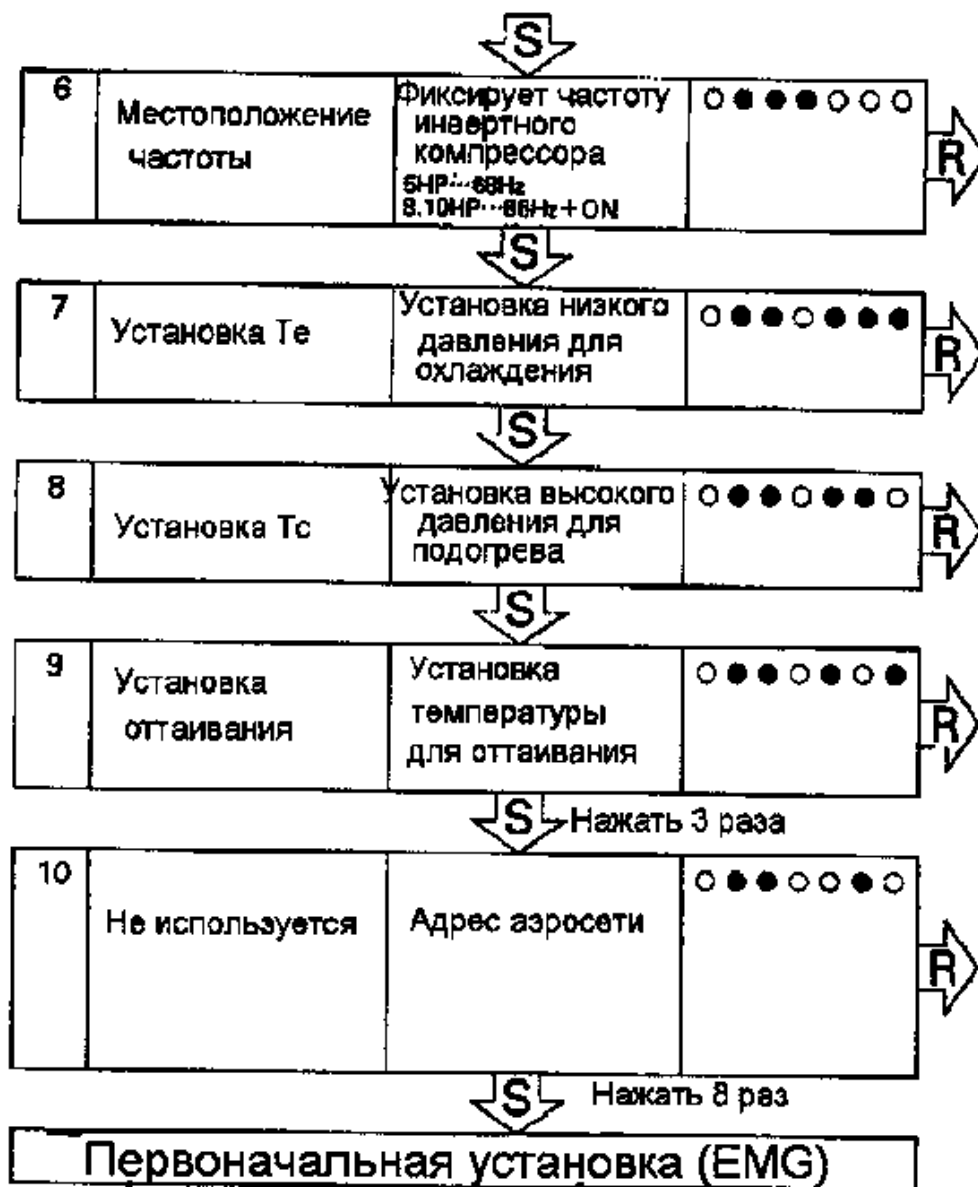 S
6
Местоположение
частоты
Фиксирует частоту
инвертного
компрессора
5HP···68Hz
8.10HP···66Hz+ON
○●●●○○○
R
S
7
Установка Te
Установка низкого
давления для
охлаждения
○●●○●●●
R
S
8
Установка Tc
Установка высокого
давления для
подогрева
○●●○●●○
R
S
9
Установка
оттаивания
Установка
температуры
для оттаивания
○●●○●○●
R
S
Нажать 3 раза
10
Не используется
Адрес аэросети
○●●○○●○
R
S
Нажать 8 раз
Первоначальная установка (EMG)